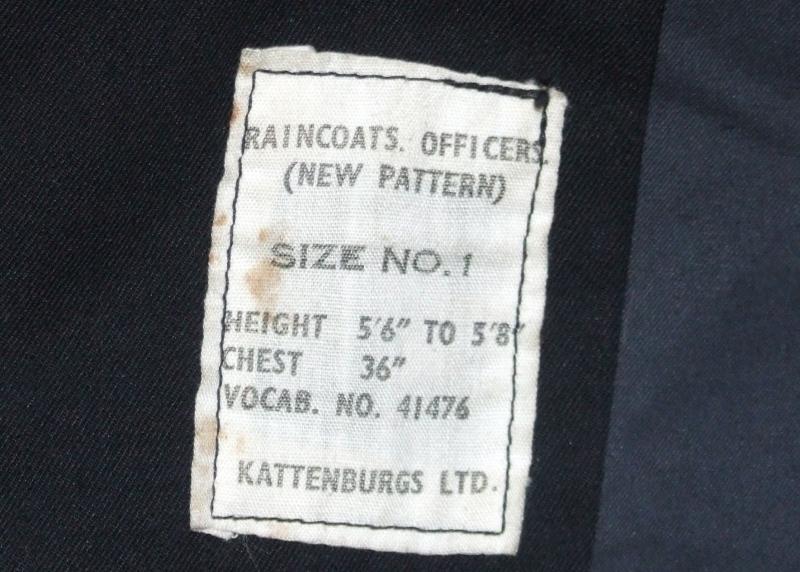 RAINCOATS. OFFICERS.
(NEW PATTERN)
SIZE NO. 1
HEIGHT 5'6" TO 5'8"
CHEST 36"
VOCAB. NO. 41476
KATTENBURGS LTD.